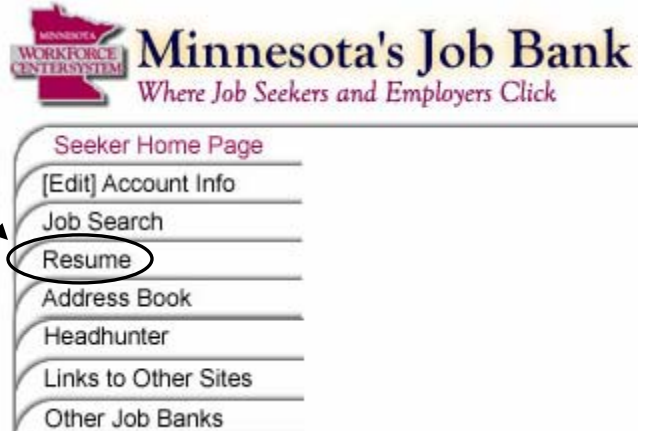 MINNESOTA
WORKFORCE
CENTER SYSTEM
Minnesota's Job Bank
Where Job Seekers and Employers Click
Seeker Home Page
[Edit] Account Info
Job Search
Resume
Address Book
Headhunter
Links to Other Sites
Other Job Banks